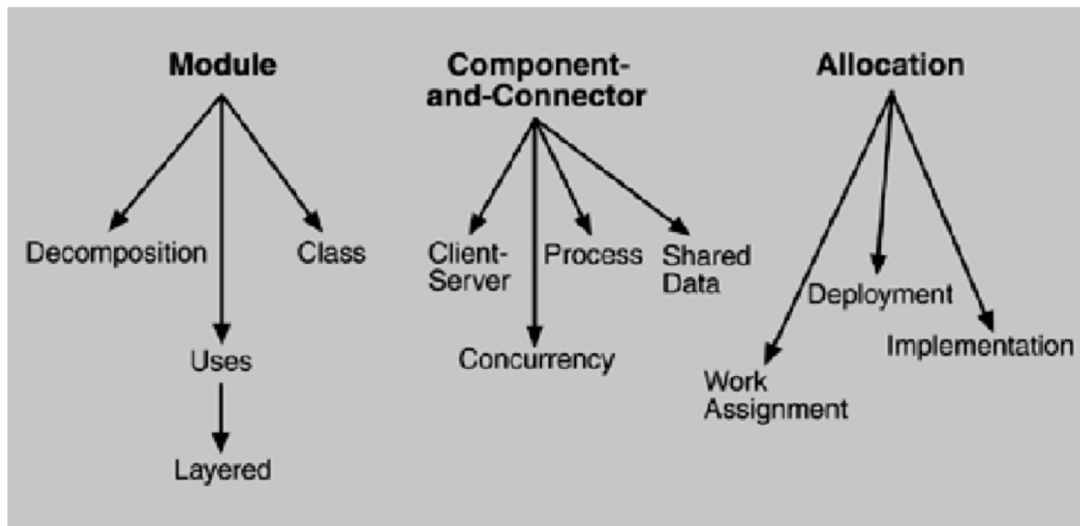 Module
Component-
and-Connector
Allocation
Decomposition
Class
Uses
Layered
Client-
Server
Process
Shared
Data
Concurrency
Deployment
Implementation
Work
Assignment